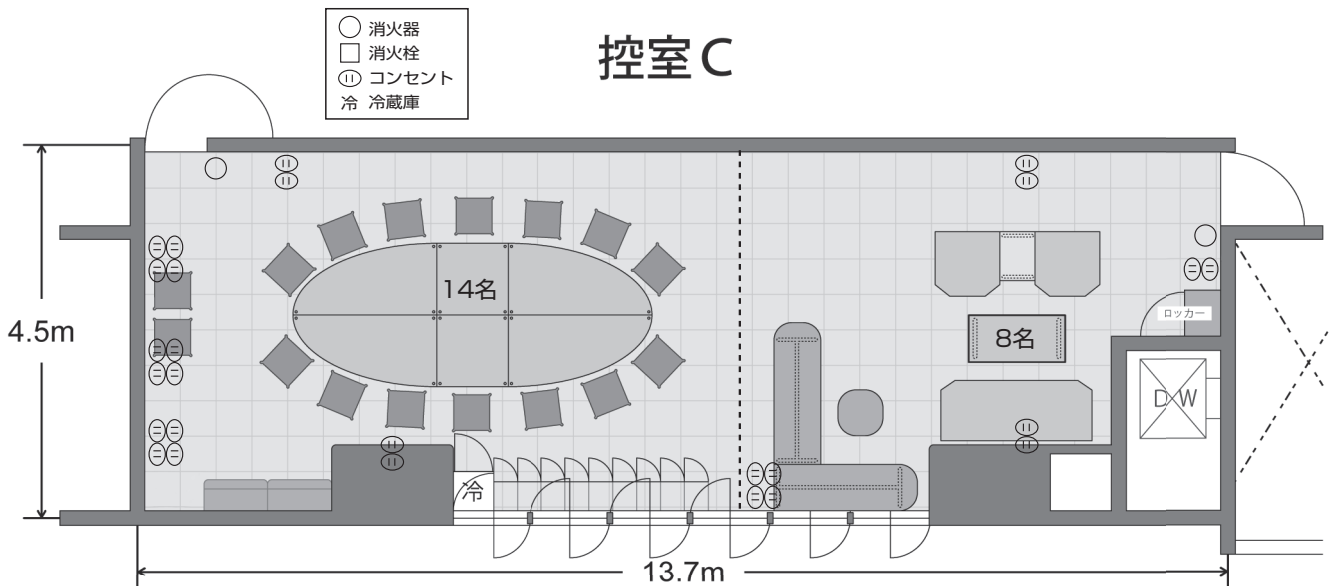 消火器
消火栓
コンセント
冷 冷蔵庫
控室C
14名
4.5m
ロッカー
8名
DW
冷
13.7m